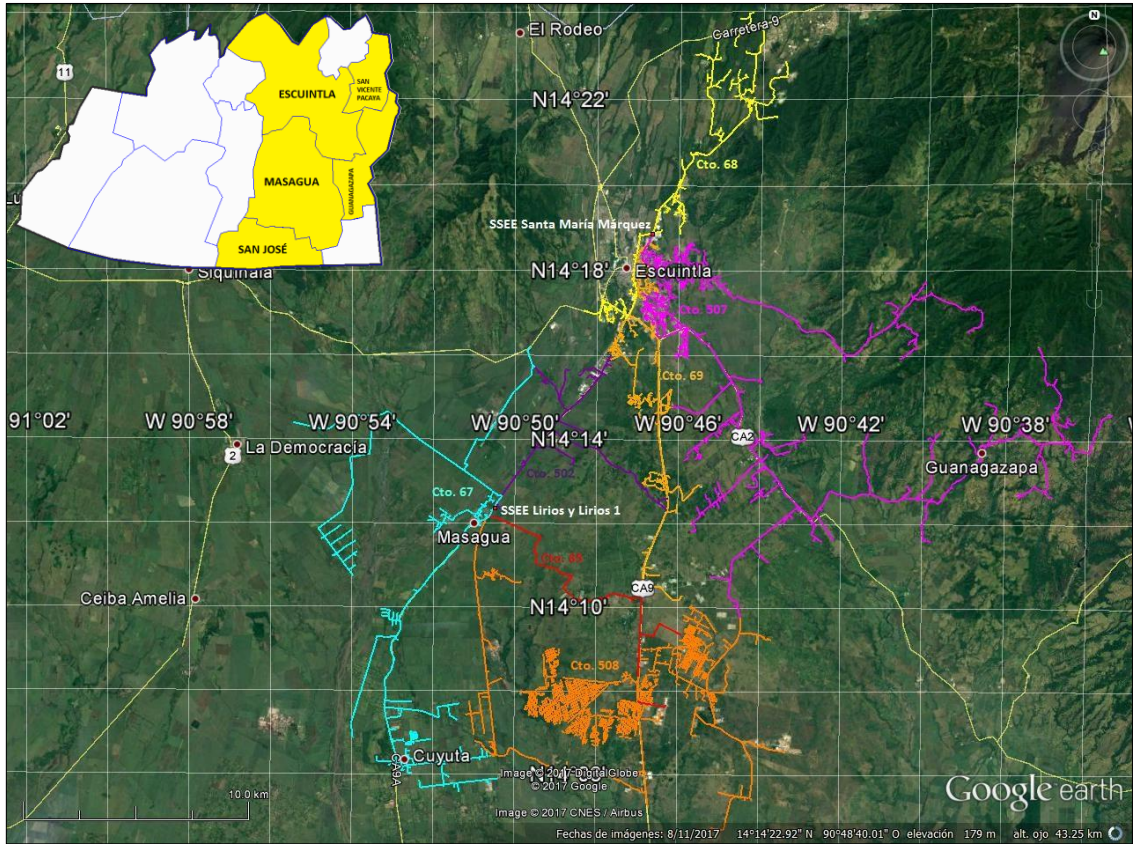 El Rodeo
Carretera-9
N
11
ESCUINTLA
SAN
VICENTE
PACAYA
N14°22'
MASAGUA
GUANAGAZAPA
Cto. 68
SAN JOSÉ
SSEE Santa María Márquez
Siquinala
N14°18'
Escuintla
Cto. 507
Cto. 69
91°02'
W 90°58'
W 90°54'
W 90°50'
W 90°46'
W 90°42'
W 90°38'
La Democracia
2
N14°14'
CA2
Guanagazapa
Cto. 502
Cto. 67
SSEE Lirios y Lirios 1
Masagua
Ceiba Amelia
CA9
N14°10'
Cto. 508
Cuyuta
CA9A
Image © 2017 DigitalGlobe
© 2017 Google
10.0 km
Image © 2017 CNES / Airbus
Google earth
Fechas de imágenes: 8/11/2017 14°14'22.92" N 90°48'40.01" O elevación 179 m alt. ojo 43.25 km